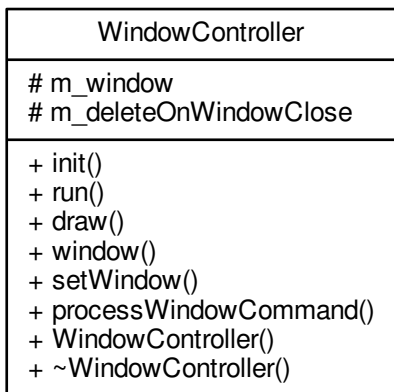 WindowController
# m_window
# m_deleteOnWindowClose
+ init()
+ run()
+ draw()
+ window()
+ setWindow()
+ processWindowCommand()
+ WindowController()
+ ~WindowController()